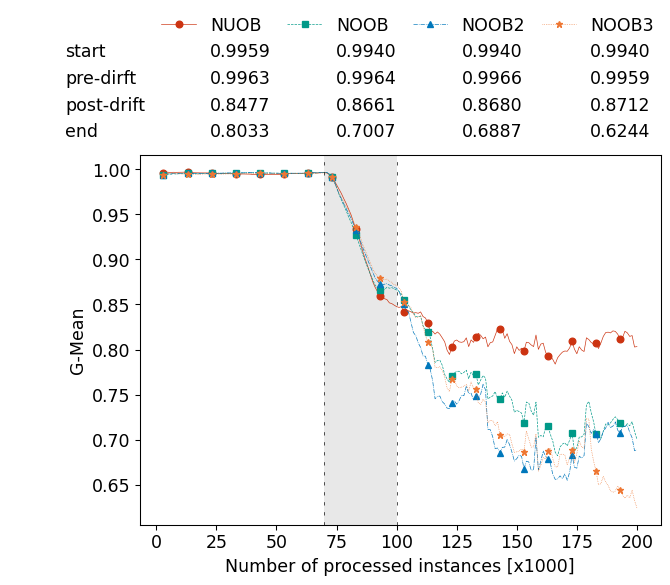 NUOB NOOB NOOB2 NOOB3
start 0.9959 0.9940 0.9940 0.9940
pre-dirft 0.9963 0.9964 0.9966 0.9959
post-drift 0.8477 0.8661 0.8680 0.8712
end 0.8033 0.7007 0.6887 0.6244
1.00
0.95
0.90
0.85
0.80
0.75
0.70
0.65
G-Mean
0 25 50 75 100 125 150 175 200
Number of processed instances [x1000]